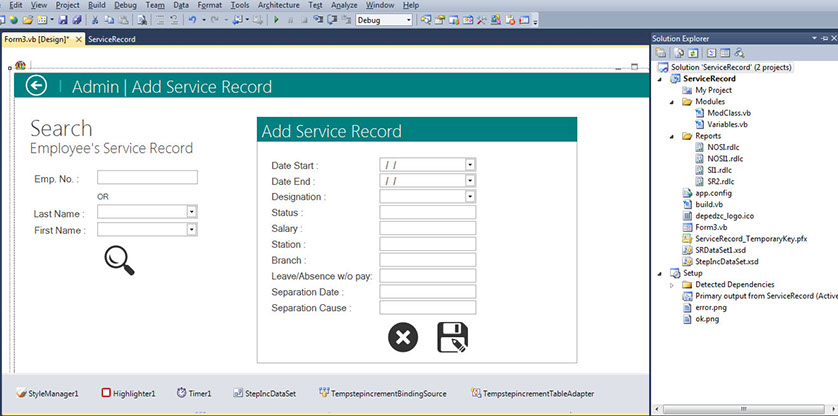 Edit View Project Build Debug Team Data Format Tools Architecture Test Analyze Window Help
Debug
Form3.vb [Design]* ServiceRecord
Admin | Add Service Record
Search
Employee's Service Record
Emp. No. :
OR
Last Name :
First Name :
Add Service Record
Date Start : / /
Date End : / /
Designation :
Status :
Salary :
Station :
Branch :
Leave/Absence w/o pay:
Separation Date :
Separation Cause :
StyleManager1 Highlighter1 Timer1 StepIncDataSet TempstepincrementBindingSource TempstepincrementTableAdapter
Solution Explorer
Solution 'ServiceRecord' (2 projects)
ServiceRecord
My Project
Modules
ModClass.vb
Variables.vb
Reports
NOSI.rdlc
NOSI1.rdlc
SI1.rdlc
SR2.rdlc
app.config
build.vb
depedzc_logo.ico
Form3.vb
ServiceRecord_TemporaryKey.pfx
SRDataSet1.xsd
StepIncDataSet.xsd
Setup
Detected Dependencies
Primary output from ServiceRecord (Active
error.png
ok.png